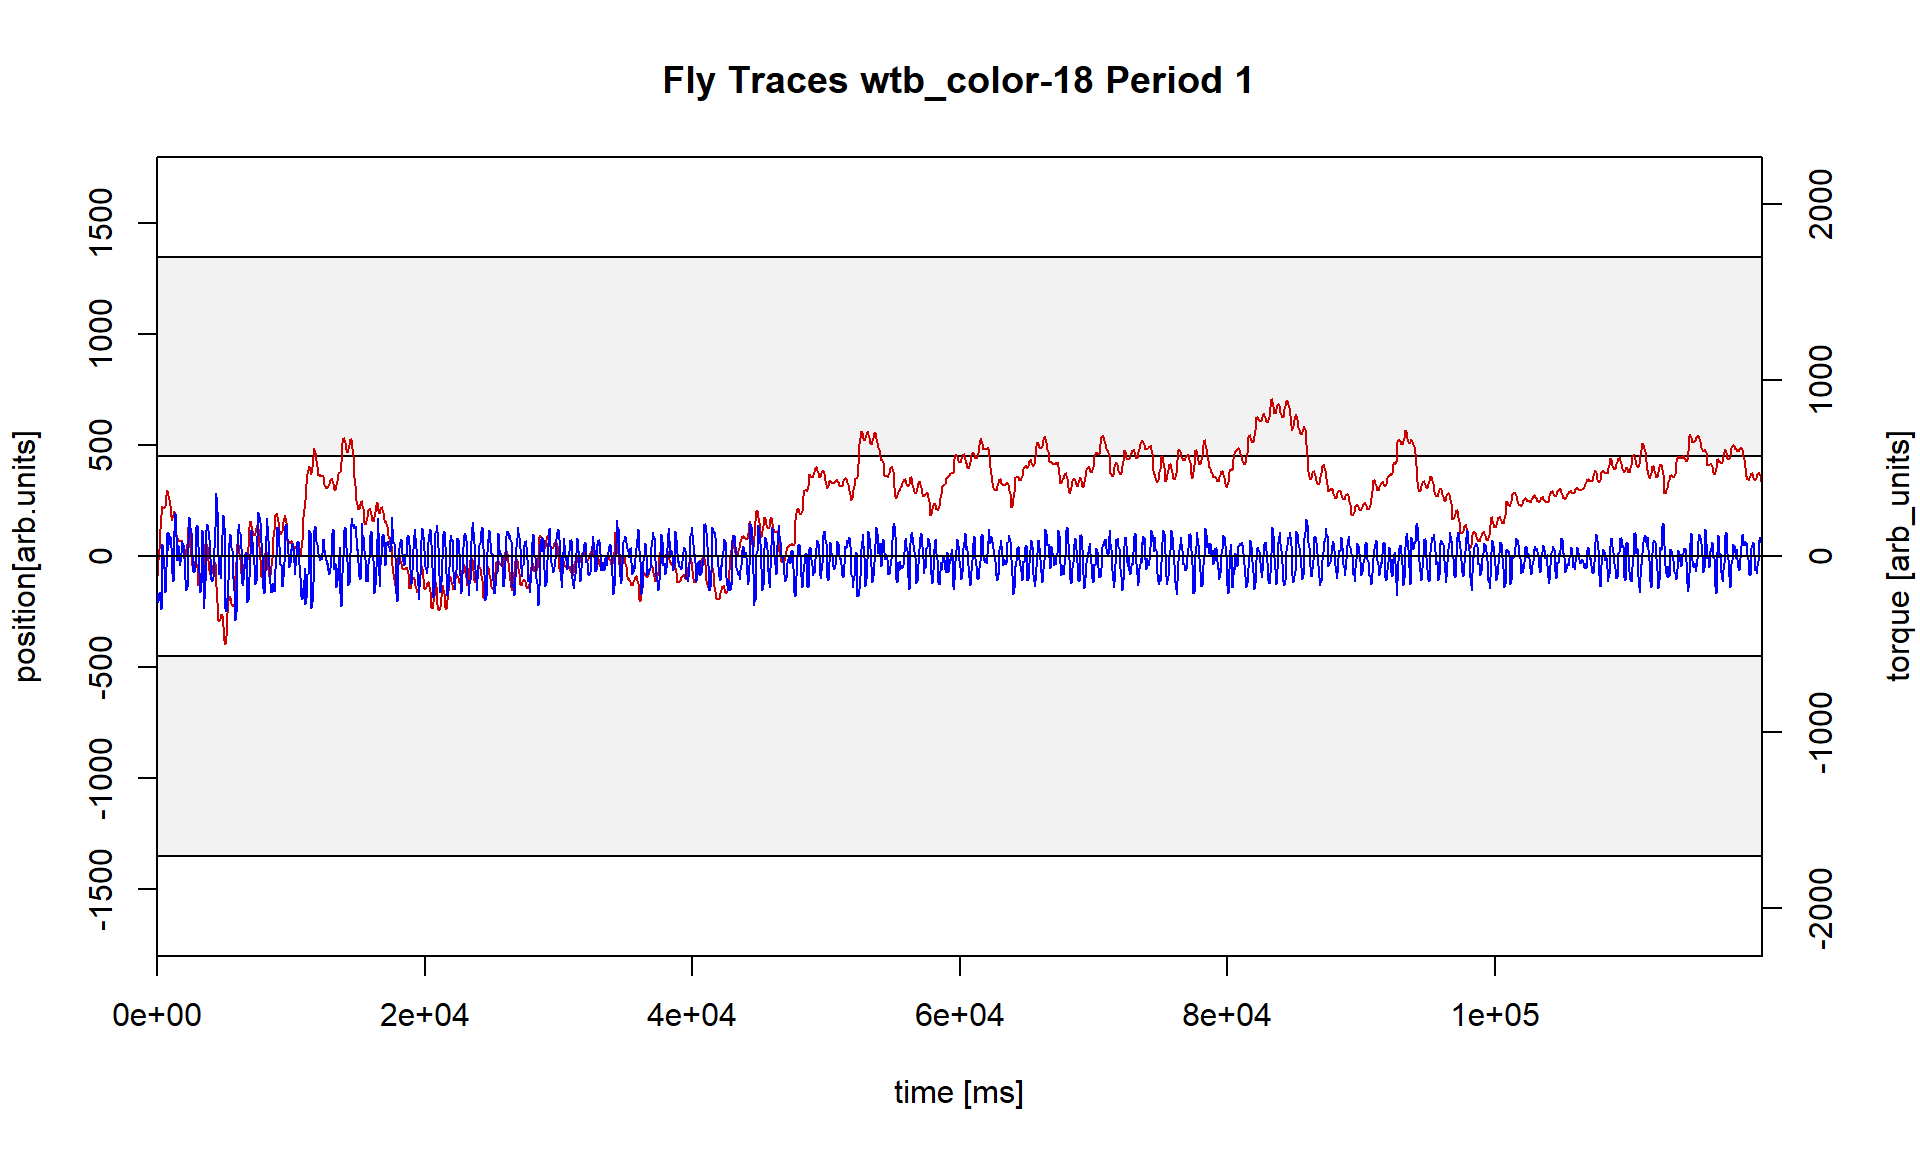 Fly Traces wtb_color-18 Period 1
position[arb.units]
1500
1000
500
0
-500
-1000
-1500
2000
1000
0
-1000
-2000
torque [arb_units]
0e+00 2e+04 4e+04 6e+04 8e+04 1e+05
time [ms]